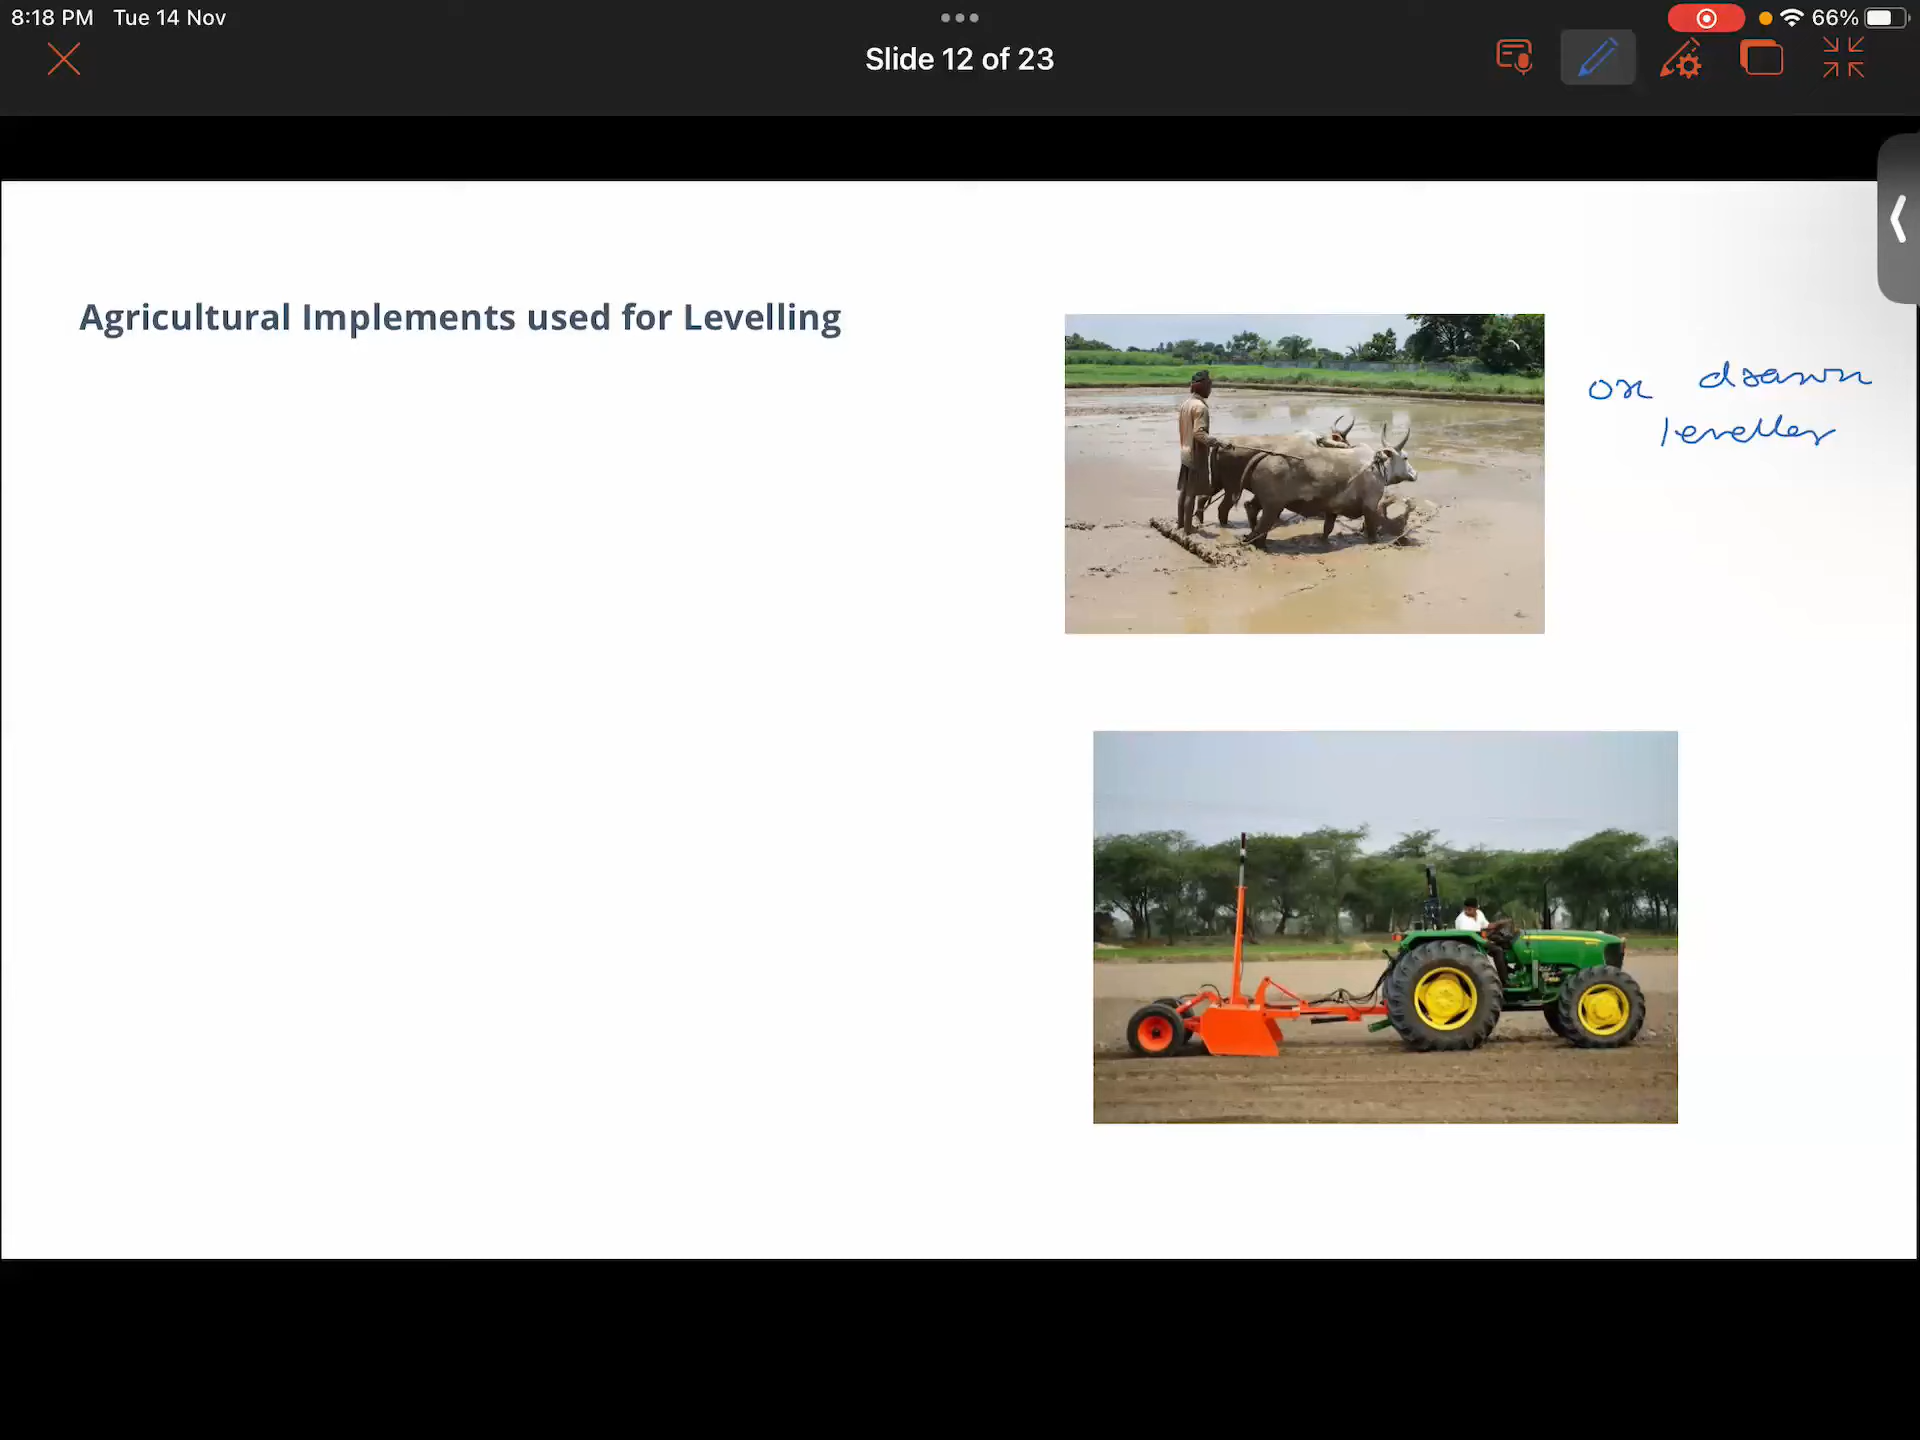 8:18 PM Tue 14 Nov
66%
Slide 12 of 23
Agricultural Implements used for Levelling
ox drawn
leveller